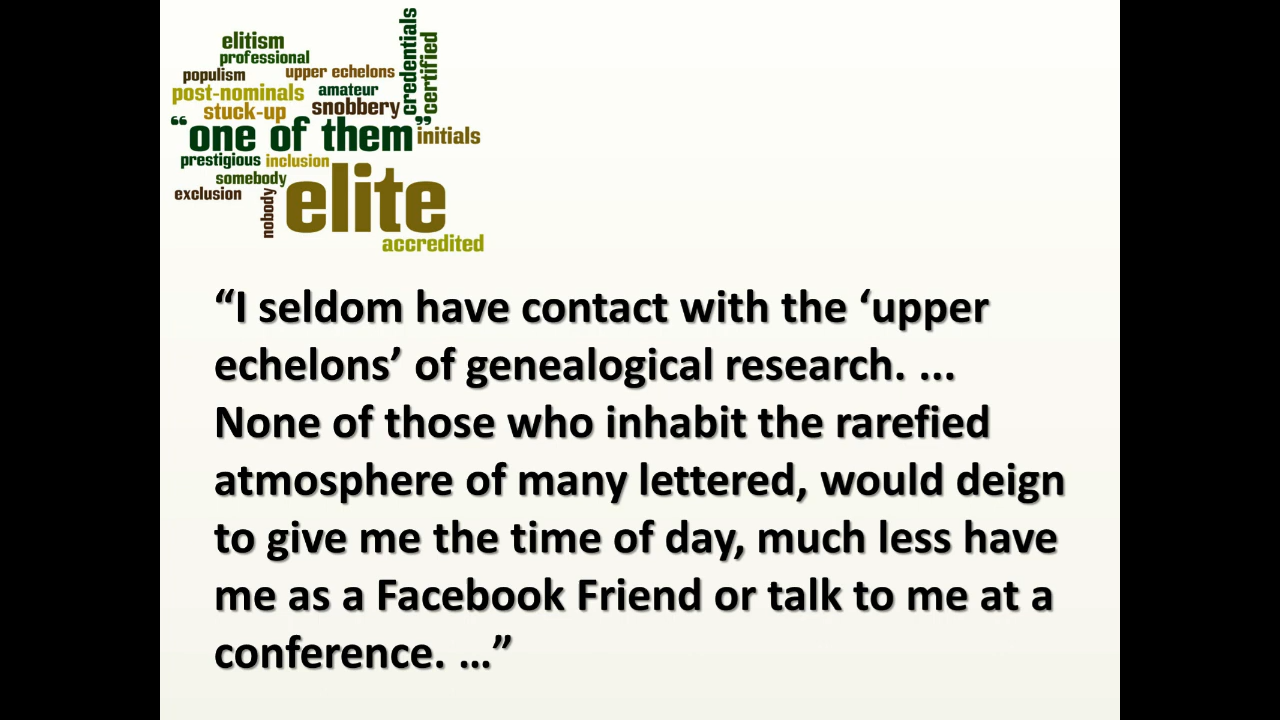 credentials
certified
elitism
professional
populism
upper echelons
post-nominals
amateur
stuck-up
snobbery
“one of them”
initials
prestigious
inclusion
somebody
exclusion
nobody
elite
accredited
“I seldom have contact with the ‘upper
echelons’ of genealogical research. ...
None of those who inhabit the rarefied
atmosphere of many lettered, would deign
to give me the time of day, much less have
me as a Facebook Friend or talk to me at a
conference. …”